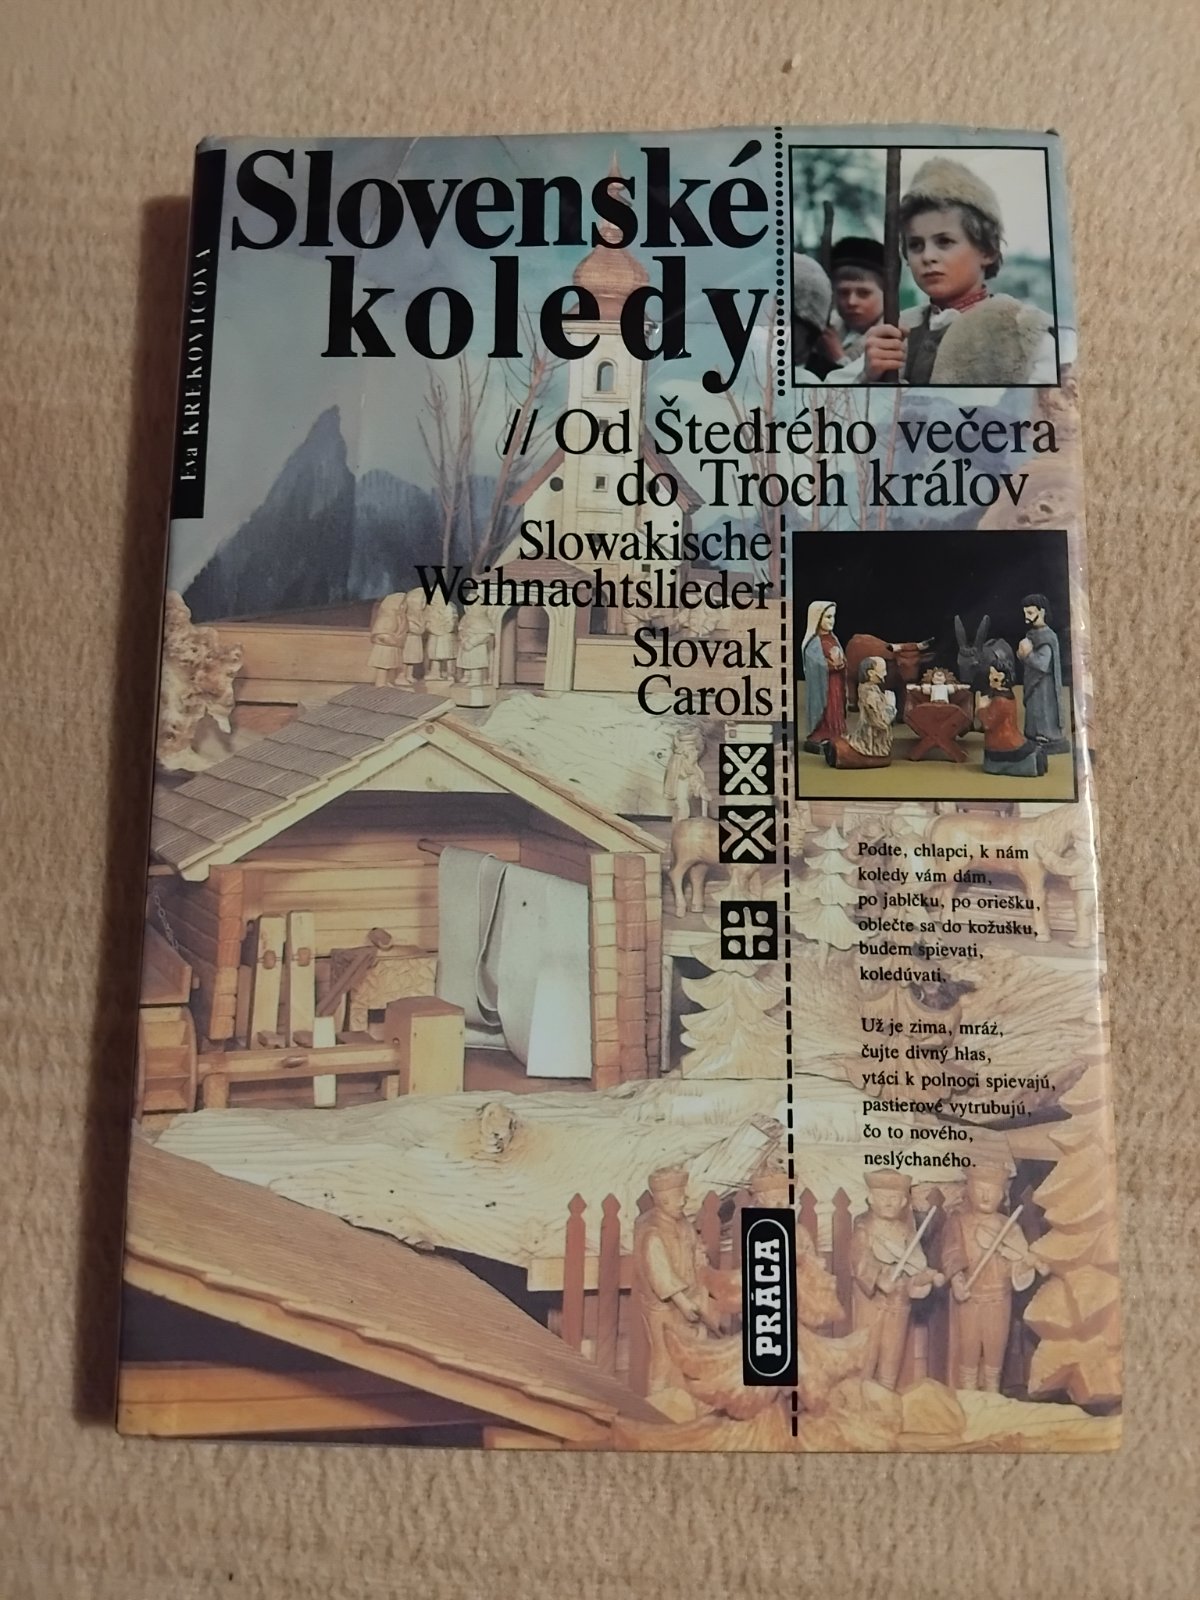 Eva KREKOVIČOVÁ
Slovenské
koledy
// Od Štedrého večera
do Troch kráľov
Slowakische
Weihnachtslieder
Slovak
Carols
Poďte, chlapci, k nám
koledy vám dám,
po jabĺčku, po oriešku,
oblečte sa do kožušku,
budem spievati,
koledúvati.
Už je zima, mráz,
čujte divný hlas,
vtáci k polnoci spievajú,
pastierové vytrubujú,
čo to nového,
neslýchaného.
PRÁCA